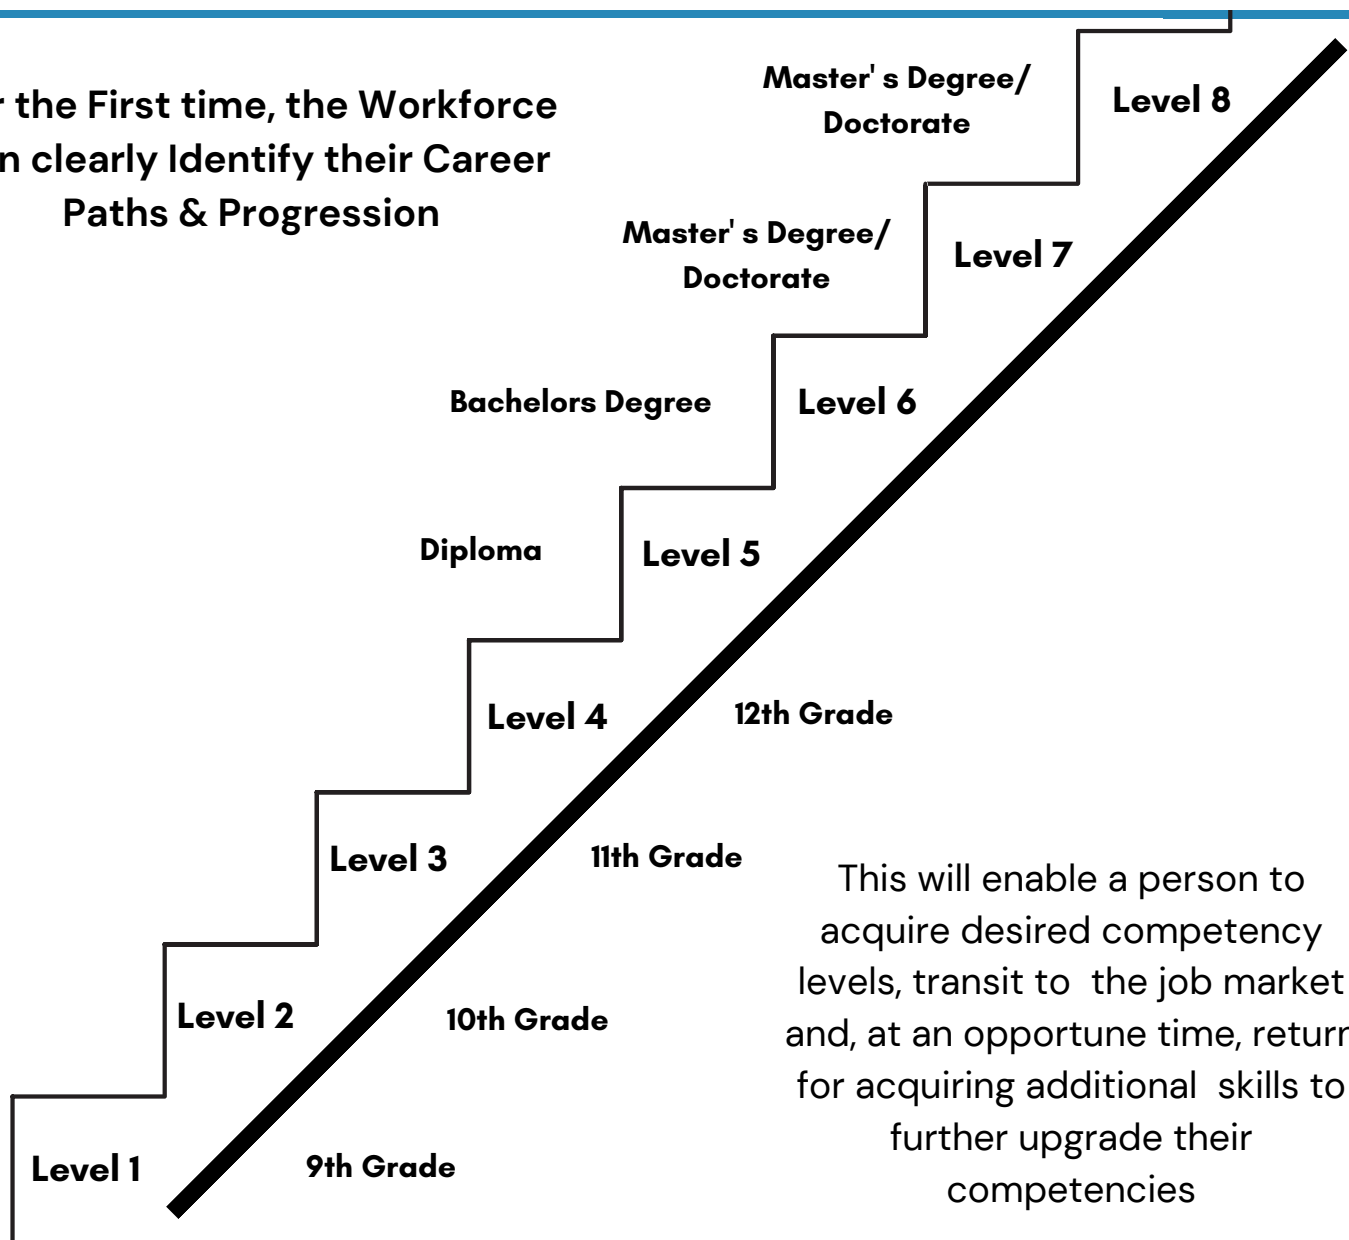 r the First time, the Workforce
n clearly Identify their Career
Paths & Progression
Master' s Degree/
Doctorate
Level 8
Master' s Degree/
Doctorate
Level 7
Bachelors Degree
Level 6
Diploma
Level 5
Level 4
12th Grade
Level 3
11th Grade
Level 2
10th Grade
Level 1
9th Grade
This will enable a person to
acquire desired competency
levels, transit to the job market
and, at an opportune time, return
for acquiring additional skills to
further upgrade their
competencies